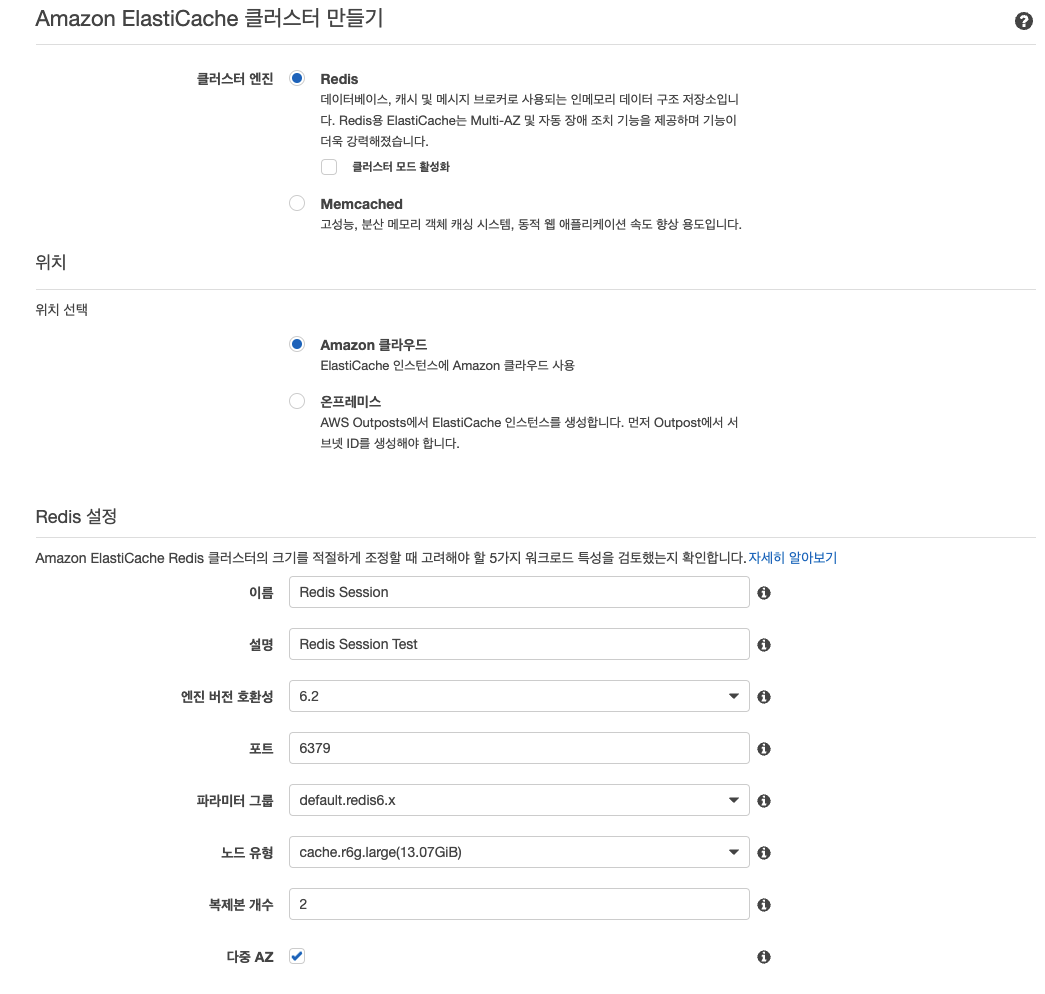 Amazon ElastiCache 클러스터 만들기
클러스터 엔진
Redis
데이터베이스, 캐시 및 메시지 브로커로 사용되는 인메모리 데이터 구조 저장소입니
다. Redis용 ElastiCache는 Multi-AZ 및 자동 장애 조치 기능을 제공하며 기능이
더욱 강력해졌습니다.
클러스터 모드 활성화
Memcached
고성능, 분산 메모리 객체 캐싱 시스템, 동적 웹 애플리케이션 속도 향상 용도입니다.
위치
위치 선택
Amazon 클라우드
ElastiCache 인스턴스에 Amazon 클라우드 사용
온프레미스
AWS Outposts에서 ElastiCache 인스턴스를 생성합니다. 먼저 Outpost에서 서
브넷 ID를 생성해야 합니다.
Redis 설정
Amazon ElastiCache Redis 클러스터의 크기를 적절하게 조정할 때 고려해야 할 5가지 워크로드 특성을 검토했는지 확인합니다. 자세히 알아보기
이름 Redis Session
설명 Redis Session Test
엔진 버전 호환성 6.2
포트 6379
파라미터 그룹 default.redis6.x
노드 유형 cache.r6g.large(13.07GiB)
복제본 개수 2
다중 AZ